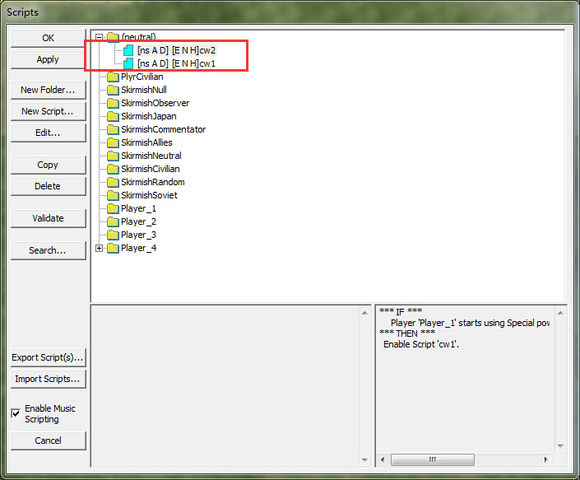 Scripts
OK
Apply
New Folder...
New Script...
Edit...
Copy
Delete
Validate
Search...
Export Script(s)...
Import Scripts...
Enable Music
Scripting
Cancel
(neutral)
[ns A D] [E N H]cw2
[ns A D] [E N H]cw1
PlyrCivilian
SkirmishNull
SkirmishObserver
SkirmishJapan
SkirmishCommentator
SkirmishAllies
SkirmishNeutral
SkirmishCivilian
SkirmishRandom
SkirmishSoviet
Player_1
Player_2
Player_3
Player_4
*** IF ***
Player 'Player_1' starts using Special pow
*** THEN ***
Enable Script 'cw1'.